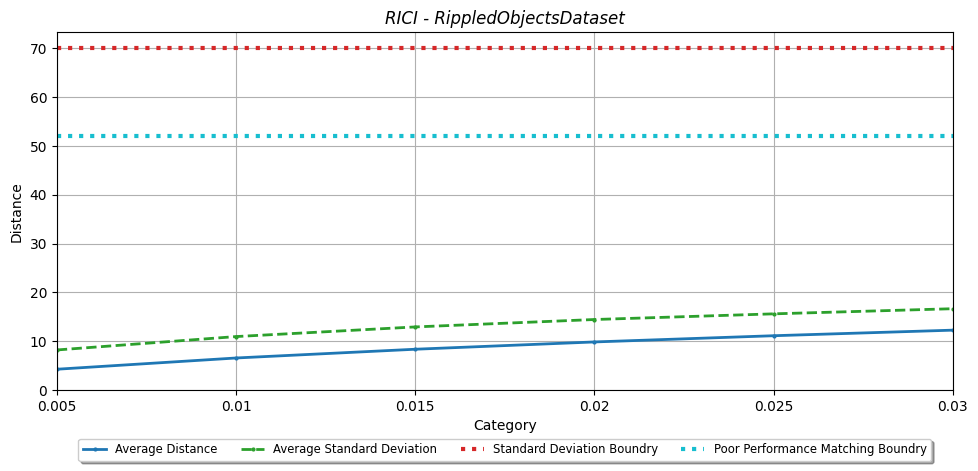 RICI - RippledObjectsDataset
70
60
50
40
30
20
10
0
Distance
0.005 0.01 0.015 0.02 0.025 0.03
Category
Average Distance Average Standard Deviation Standard Deviation Boundry Poor Performance Matching Boundry